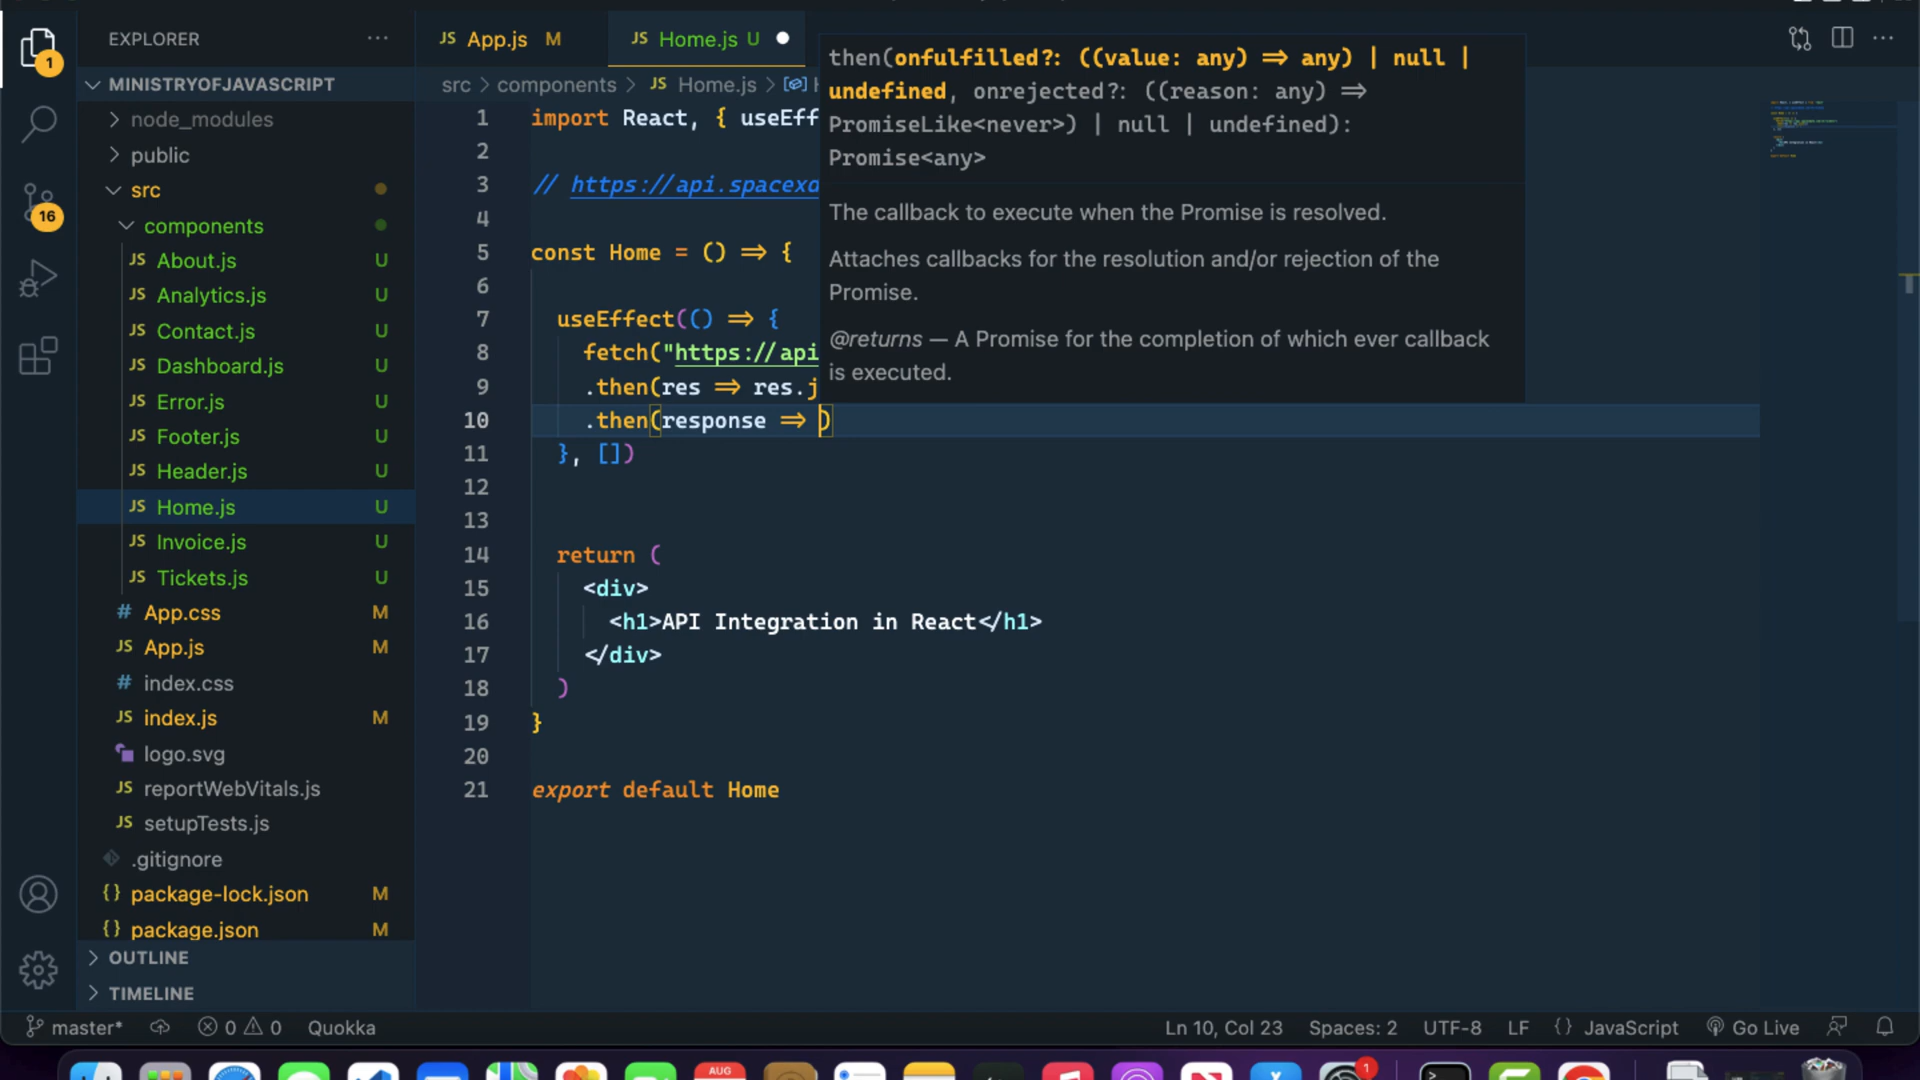 1
16
EXPLORER
MINISTRYOFJAVASCRIPT
node_modules
public
src
components
JS About.js U
JS Analytics.js U
JS Contact.js U
JS Dashboard.js U
JS Error.js U
JS Footer.js U
JS Header.js U
JS Home.js U
JS Invoice.js U
JS Tickets.js U
# App.css M
JS App.js M
# index.css
JS index.js M
logo.svg
JS reportWebVitals.js
JS setupTests.js
.gitignore
{} package-lock.json M
{} package.json M
OUTLINE
TIMELINE
JS App.js M
JS Home.js U
src > components > JS Home.js >
1 import React, { useEff
2
3 // https://api.spacexd
4
5 const Home = () => {
6
7 useEffect(() => {
8 fetch("https://api
9 .then(res => res.j
10 .then(response => )
11 }, [])
12
13
14 return (
15 <div>
16 <h1>API Integration in React</h1>
17 </div>
18 )
19 }
20
21 export default Home
then(onfulfilled?: ((value: any) => any) | null |
undefined, onrejected?: ((reason: any) =>
PromiseLike<never>) | null | undefined):
Promise<any>
The callback to execute when the Promise is resolved.
Attaches callbacks for the resolution and/or rejection of the
Promise.
@returns — A Promise for the completion of which ever callback
is executed.
master* 0 0 Quokka
Ln 10, Col 23 Spaces: 2 UTF-8 LF {} JavaScript Go Live
AUG
1